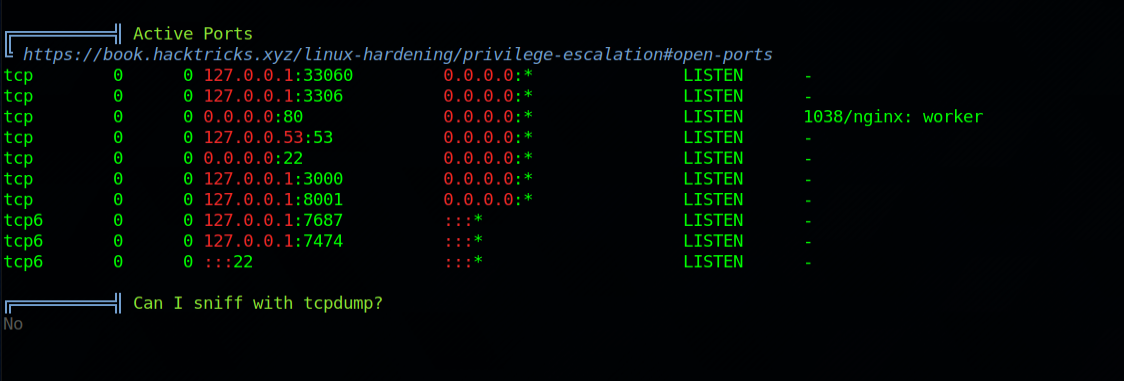 Active Ports
https://book.hacktricks.xyz/linux-hardening/privilege-escalation#open-ports
tcp 0 0 127.0.0.1:33060 0.0.0.0:* LISTEN -
tcp 0 0 127.0.0.1:3306 0.0.0.0:* LISTEN -
tcp 0 0 0.0.0.0:80 0.0.0.0:* LISTEN 1038/nginx: worker
tcp 0 0 127.0.0.53:53 0.0.0.0:* LISTEN -
tcp 0 0 0.0.0.0:22 0.0.0.0:* LISTEN -
tcp 0 0 127.0.0.1:3000 0.0.0.0:* LISTEN -
tcp 0 0 127.0.0.1:8001 0.0.0.0:* LISTEN -
tcp6 0 0 127.0.0.1:7687 :::* LISTEN -
tcp6 0 0 127.0.0.1:7474 :::* LISTEN -
tcp6 0 0 :::22 :::* LISTEN -
Can I sniff with tcpdump?
No